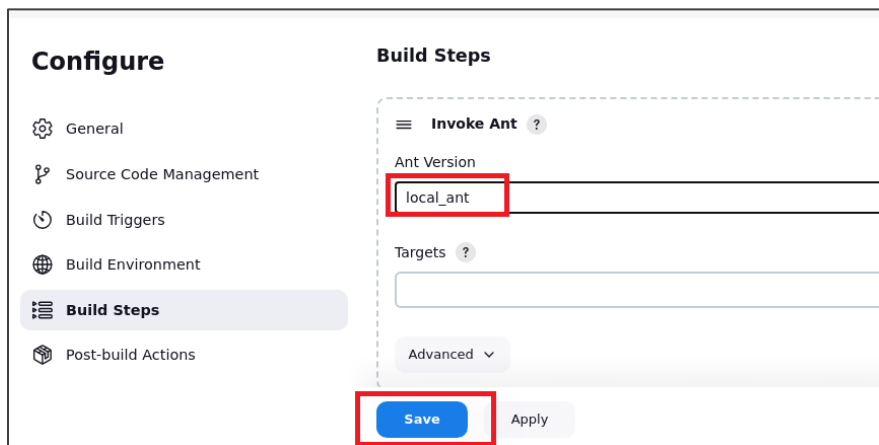 Configure
General
Source Code Management
Build Triggers
Build Environment
Build Steps
Post-build Actions
Build Steps
Invoke Ant ?
Ant Version
local_ant
Targets ?
Advanced
Save
Apply